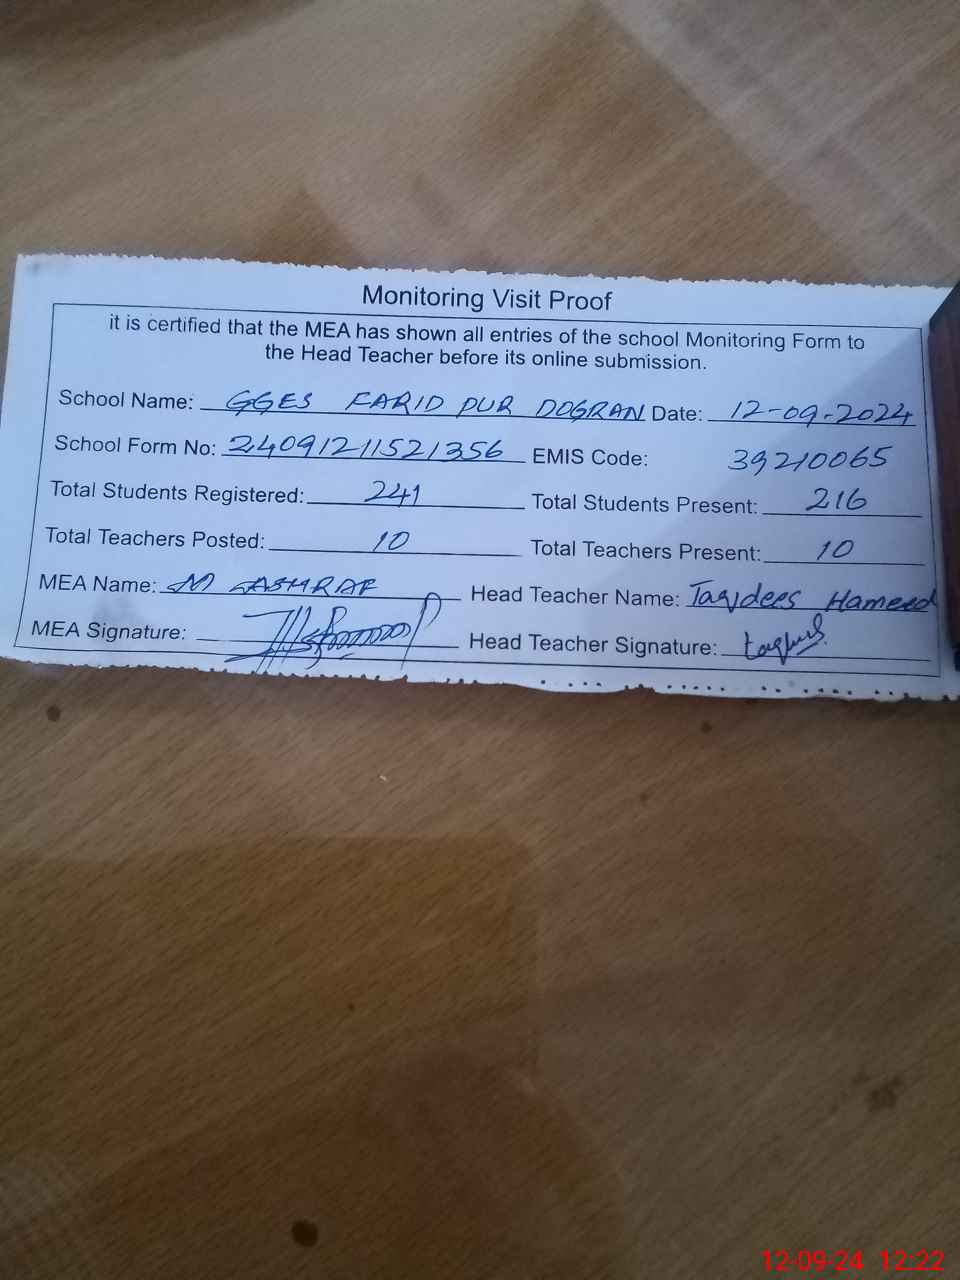 Monitoring Visit Proof
it is certified that the MEA has shown all entries of the school Monitoring Form to
the Head Teacher before its online submission.
School Name: GGES FARID PUR DOGRAN Date: 12-09-2024
School Form No: 24091211521356 EMIS Code: 39210065
Total Students Registered: 241 Total Students Present: 216
Total Teachers Posted: 10 Total Teachers Present: 10
MEA Name: M ASHRAF Head Teacher Name: Taqdees Hameed
MEA Signature: Head Teacher Signature:
12-09-24 12:22